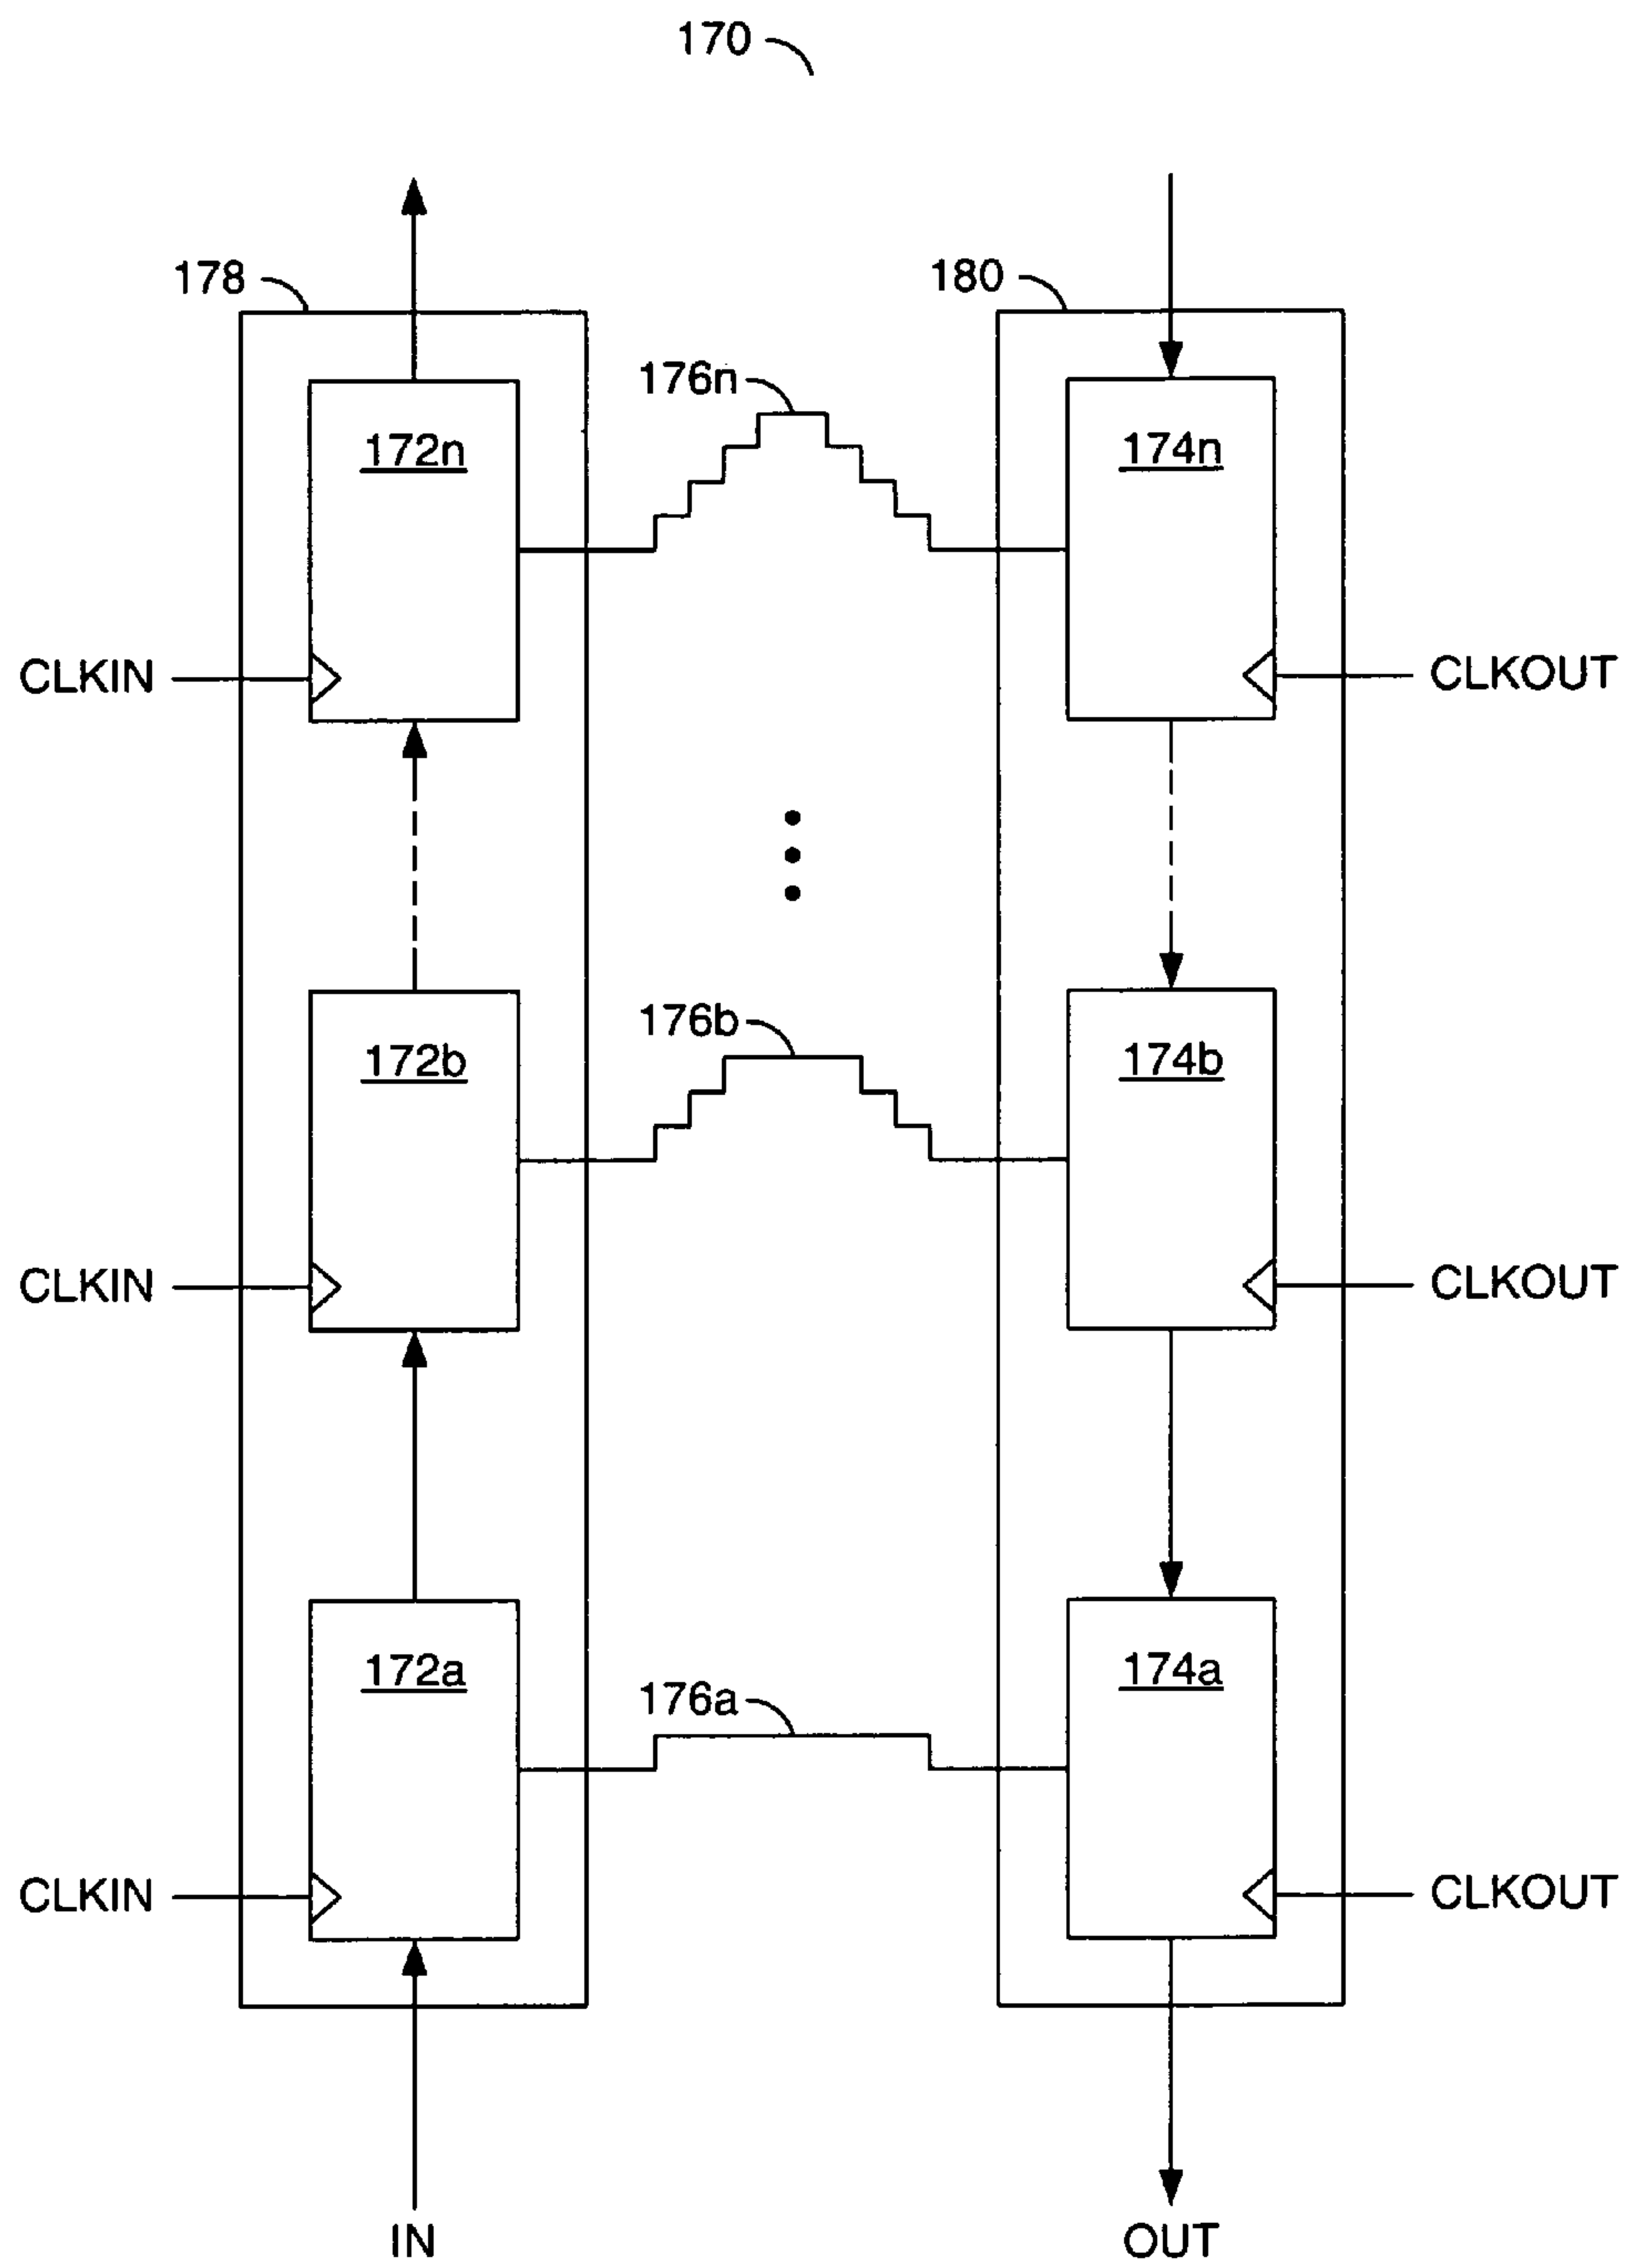 170
178
180
176n
172n
174n
CLKIN
CLKOUT
176b
172b
174b
CLKIN
CLKOUT
172a
174a
176a
CLKIN
CLKOUT
IN
OUT